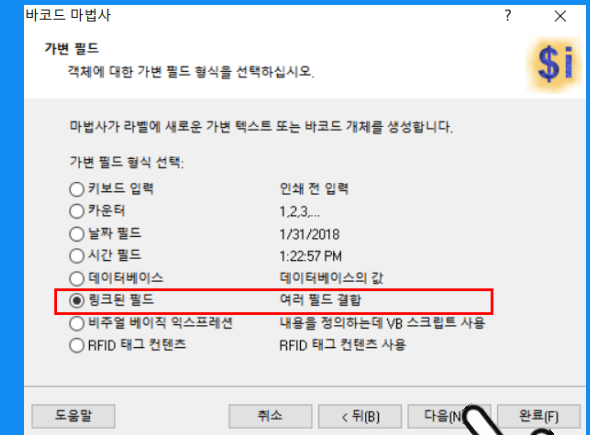 바코드 마법사
?
가변 필드
객체에 대한 가변 필드 형식을 선택하십시오.
$i
마법사가 라벨에 새로운 가변 텍스트 또는 바코드 개체를 생성합니다.
가변 필드 형식 선택:
키보드 입력 인쇄 전 입력
카운터 1,2,3,...
날짜 필드 1/31/2018
시간 필드 1:22:57 PM
데이터베이스 데이터베이스의 값
링크된 필드 여러 필드 결합
비주얼 베이직 익스프레션 내용을 정의하는데 VB 스크립트 사용
RFID 태그 컨텐츠 RFID 태그 컨텐츠 사용
도움말 취소 < 뒤(B) 다음(N 완료(F)